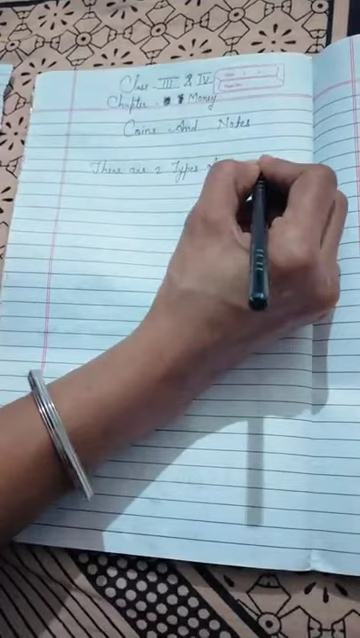 Class - III & IV
Chapter - Money
Coins And Notes
There are 2 Types